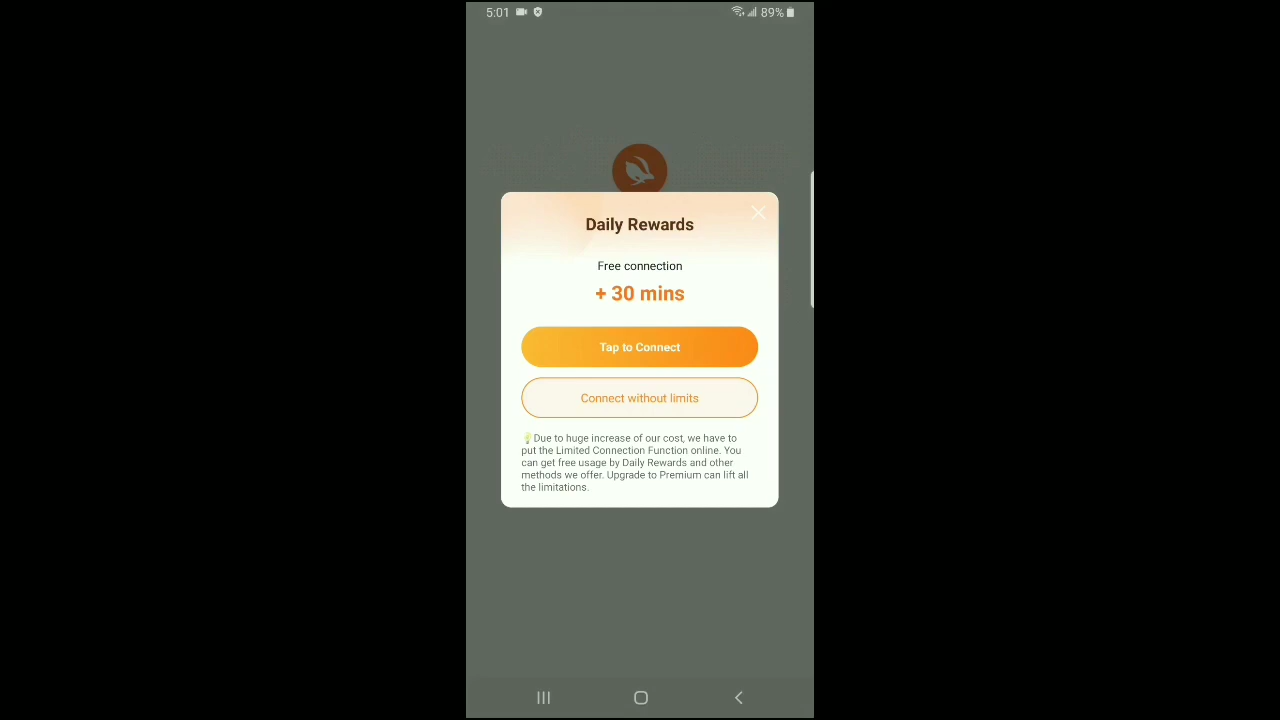 5:01
89%
Daily Rewards
Free connection
+ 30 mins
Tap to Connect
Connect without limits
💡Due to huge increase of our cost, we have to
put the Limited Connection Function online. You
can get free usage by Daily Rewards and other
methods we offer. Upgrade to Premium can lift all
the limitations.